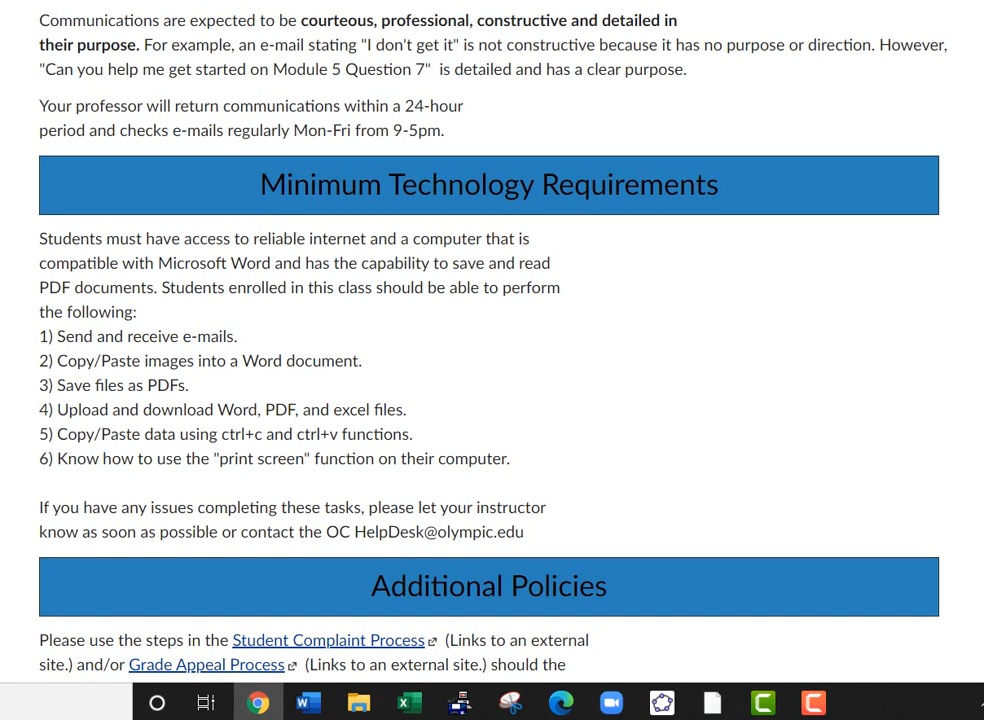 Communications are expected to be courteous, professional, constructive and detailed in
their purpose. For example, an e-mail stating "I don't get it" is not constructive because it has no purpose or direction. However,
"Can you help me get started on Module 5 Question 7"  is detailed and has a clear purpose.
Your professor will return communications within a 24-hour
period and checks e-mails regularly Mon-Fri from 9-5pm.
Minimum Technology Requirements
Students must have access to reliable internet and a computer that is
compatible with Microsoft Word and has the capability to save and read
PDF documents. Students enrolled in this class should be able to perform
the following:
1) Send and receive e-mails.
2) Copy/Paste images into a Word document.
3) Save files as PDFs.
4) Upload and download Word, PDF, and excel files.
5) Copy/Paste data using ctrl+c and ctrl+v functions.
6) Know how to use the "print screen" function on their computer.
If you have any issues completing these tasks, please let your instructor
know as soon as possible or contact the OC HelpDesk@olympic.edu
Additional Policies
Please use the steps in the Student Complaint Process (Links to an external
site.) and/or Grade Appeal Process (Links to an external site.) should the